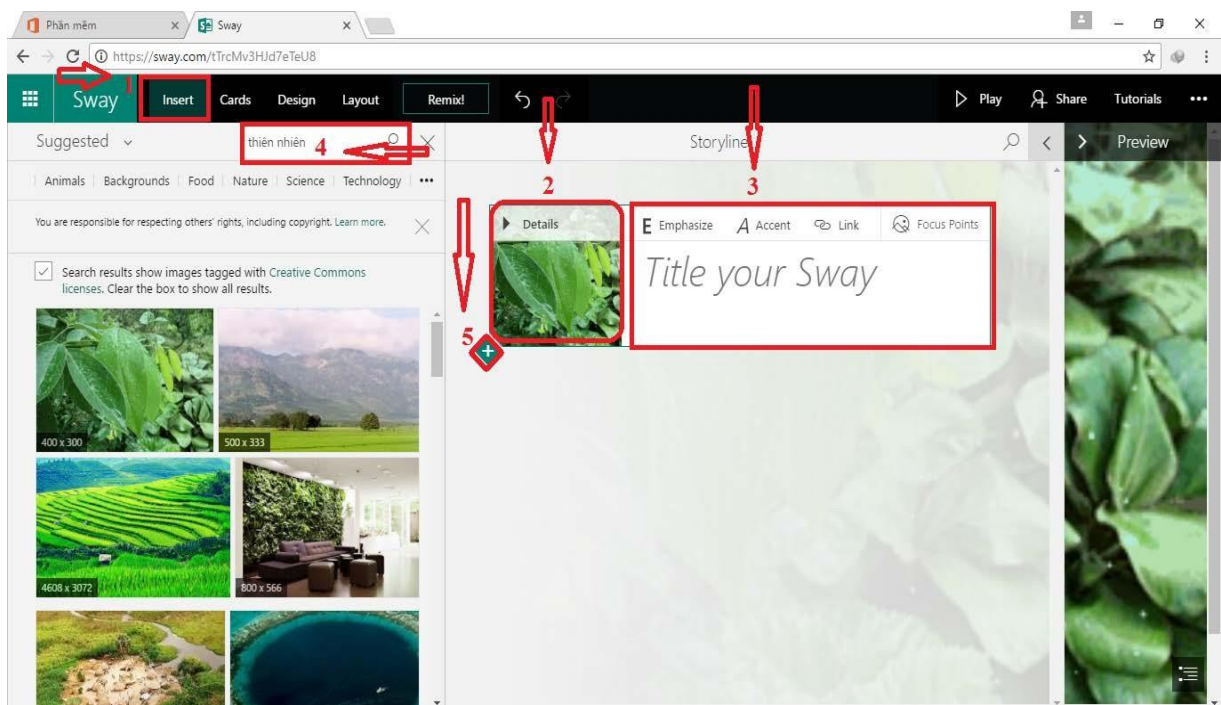 Phần mềm
Sway
https://sway.com/tTrcMv3HJd7eTeU8
1
Sway Insert Cards Design Layout Remix! Play Share Tutorials
Suggested
thiên nhiên 4
Storyline
Preview
Animals Backgrounds Food Nature Science Technology
2
3
You are responsible for respecting others' rights, including copyright. Learn more.
Details
E Emphasize A Accent Link Focus Points
Title your Sway
Search results show images tagged with Creative Commons
licenses. Clear the box to show all results.
5
400 x 300
500 x 333
4608 x 3072
800 x 566